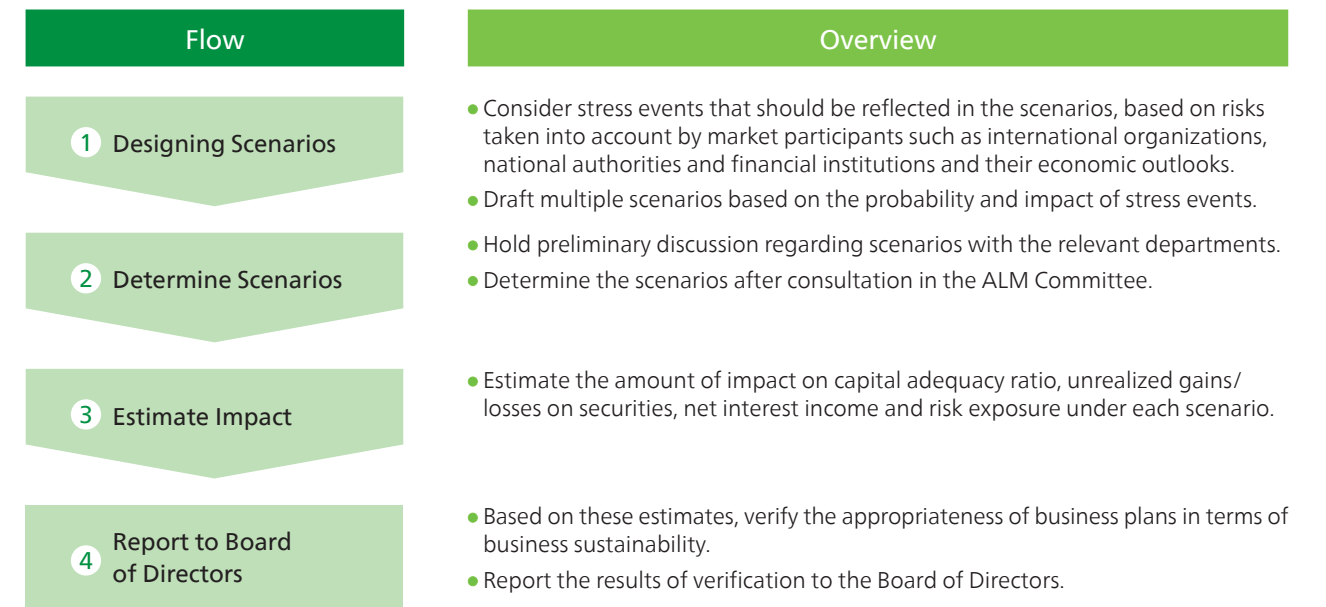 Flow
Overview
1 Designing Scenarios
● Consider stress events that should be reflected in the scenarios, based on risks
taken into account by market participants such as international organizations,
national authorities and financial institutions and their economic outlooks.
● Draft multiple scenarios based on the probability and impact of stress events.
2 Determine Scenarios
● Hold preliminary discussion regarding scenarios with the relevant departments.
● Determine the scenarios after consultation in the ALM Committee.
3 Estimate Impact
● Estimate the amount of impact on capital adequacy ratio, unrealized gains/
losses on securities, net interest income and risk exposure under each scenario.
4 Report to Board
of Directors
● Based on these estimates, verify the appropriateness of business plans in terms of
business sustainability.
● Report the results of verification to the Board of Directors.